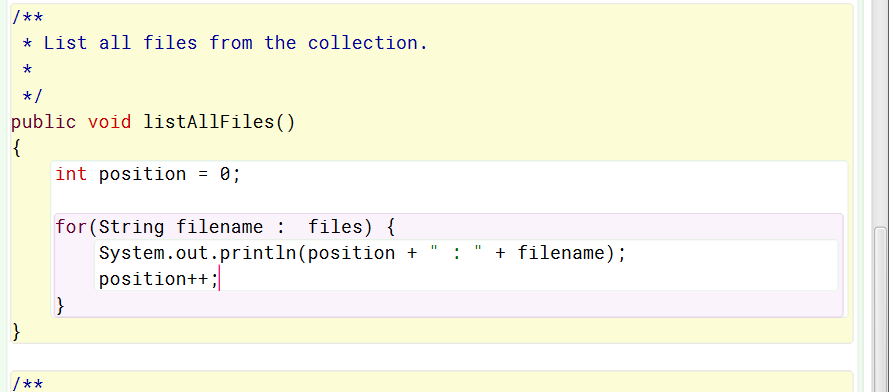 /**
 * List all files from the collection.
 *
 */
public void listAllFiles()
{
    int position = 0;

    for(String filename :  files) {
        System.out.println(position + " : " + filename);
        position++;
    }
}

/**